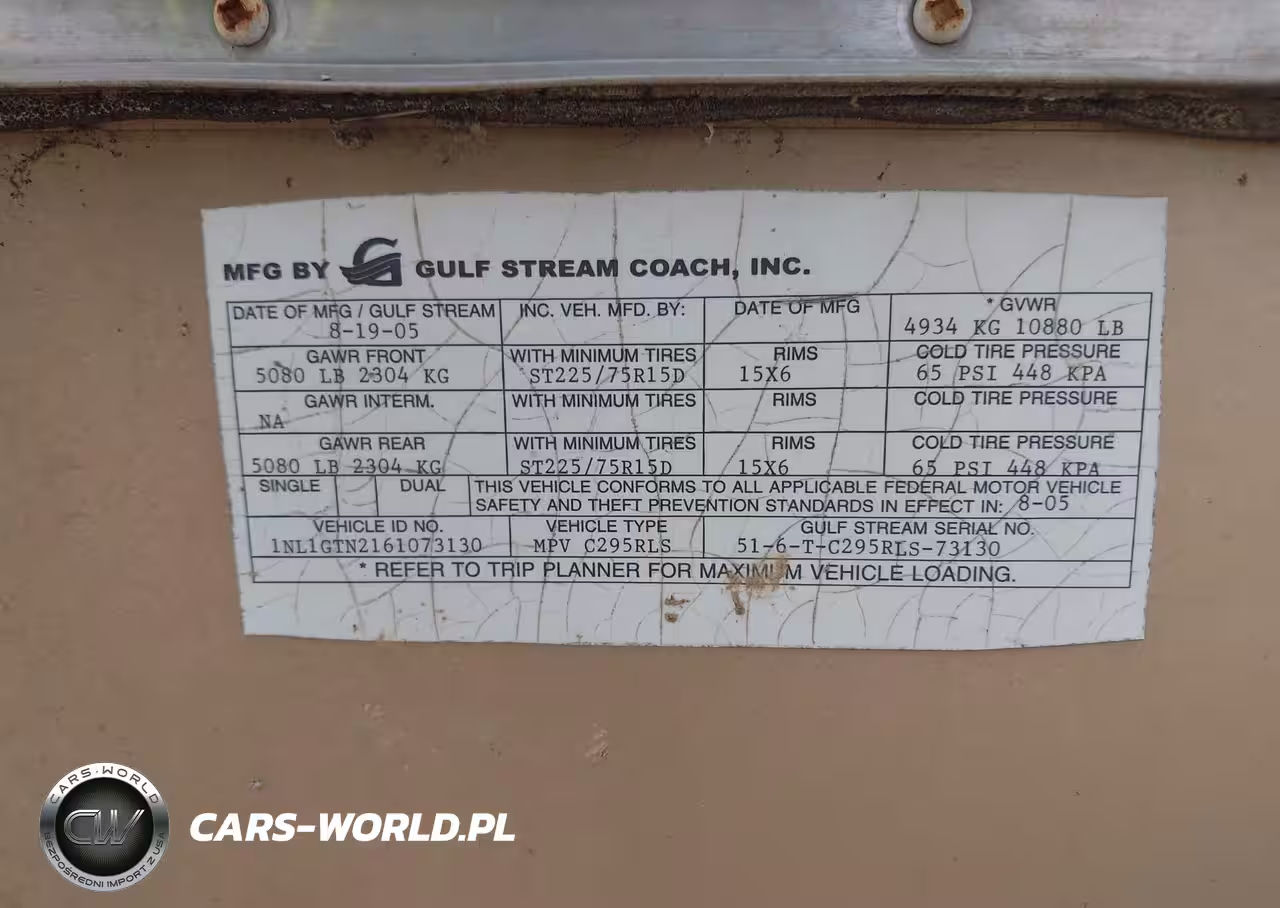 MFG BY GULF STREAM COACH, INC.
DATE OF MFG / GULF STREAM INC. VEH. MFD. BY: DATE OF MFG * GVWR
8-19-05 4934 KG 10880 LB
GAWR FRONT WITH MINIMUM TIRES RIMS COLD TIRE PRESSURE
5080 LB 2304 KG ST225/75R15D 15X6 65 PSI 448 KPA
GAWR INTERM. WITH MINIMUM TIRES RIMS COLD TIRE PRESSURE
NA
GAWR REAR WITH MINIMUM TIRES RIMS COLD TIRE PRESSURE
5080 LB 2304 KG ST225/75R15D 15X6 65 PSI 448 KPA
SINGLE DUAL THIS VEHICLE CONFORMS TO ALL APPLICABLE FEDERAL MOTOR VEHICLE
SAFETY AND THEFT PREVENTION STANDARDS IN EFFECT IN: 8-05
VEHICLE ID NO. VEHICLE TYPE GULF STREAM SERIAL NO.
1NL1GTN2161073130 MPV C295RLS 51-6-T-C295RLS-73130
* REFER TO TRIP PLANNER FOR MAXIMUM VEHICLE LOADING.
CARS-WORLD
CW
BEZPOŚREDNI IMPORT Z USA
CARS-WORLD.PL